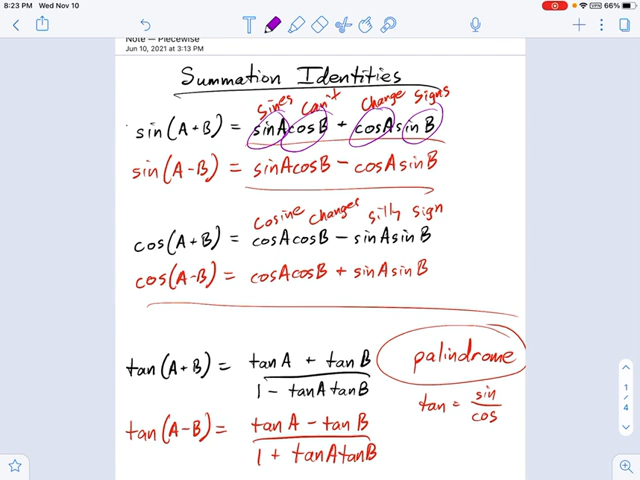 8:23 PM Wed Nov 10
66%
Note — Piecewise
Jun 10, 2021 at 3:13 PM
Summation Identities
Sines Can't Change Signs
sin(A+B) = sinAcosB + cosAsinB
sin(A-B) = sinAcosB - cosAsinB
Cosine Changes silly sign
cos(A+B) = cosAcosB - sinAsinB
cos(A-B) = cosAcosB + sinAsinB
tan(A+B) = tanA + tanB
1 - tanAtanB
palindrome
tan = sin
cos
tan(A-B) = tanA - tanB
1 + tanAtanB
1
/
4